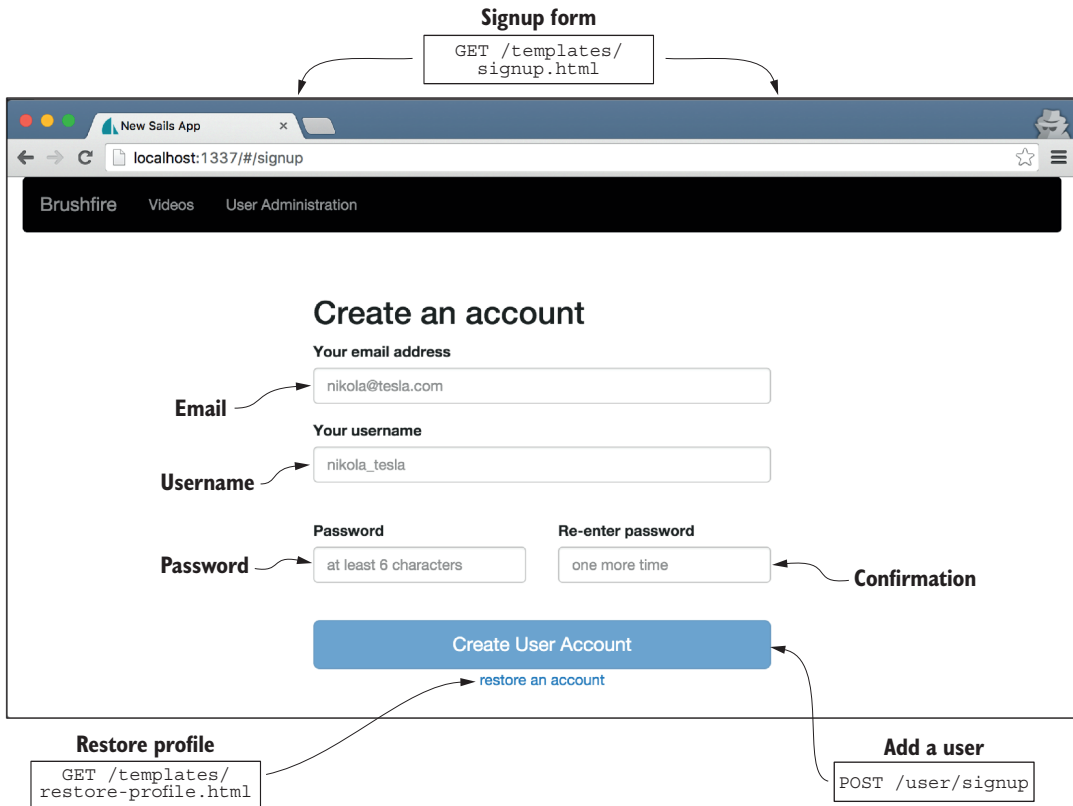 Signup form
GET /templates/
signup.html
New Sails App
localhost:1337/#/signup
Brushfire Videos User Administration
Create an account
Your email address
Email
nikola@tesla.com
Your username
Username
nikola_tesla
Password Re-enter password
Password
at least 6 characters one more time
Confirmation
Create User Account
restore an account
Restore profile
GET /templates/
restore-profile.html
Add a user
POST /user/signup